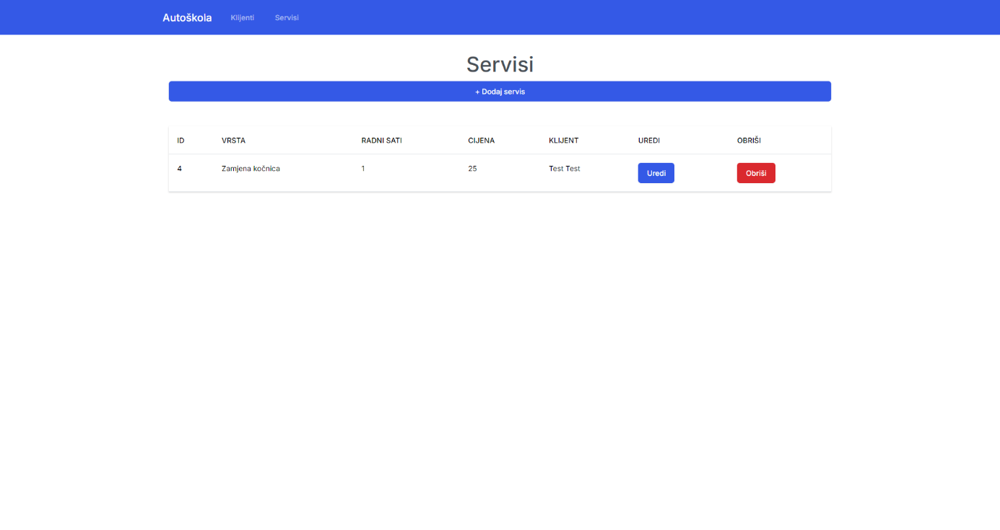 Autoškola Klijenti Servisi
Servisi
+ Dodaj servis
ID VRSTA RADNI SATI CIJENA KLIJENT UREDI OBRIŠI
4 Zamjena kočnica 1 25 Test Test Uredi Obriši